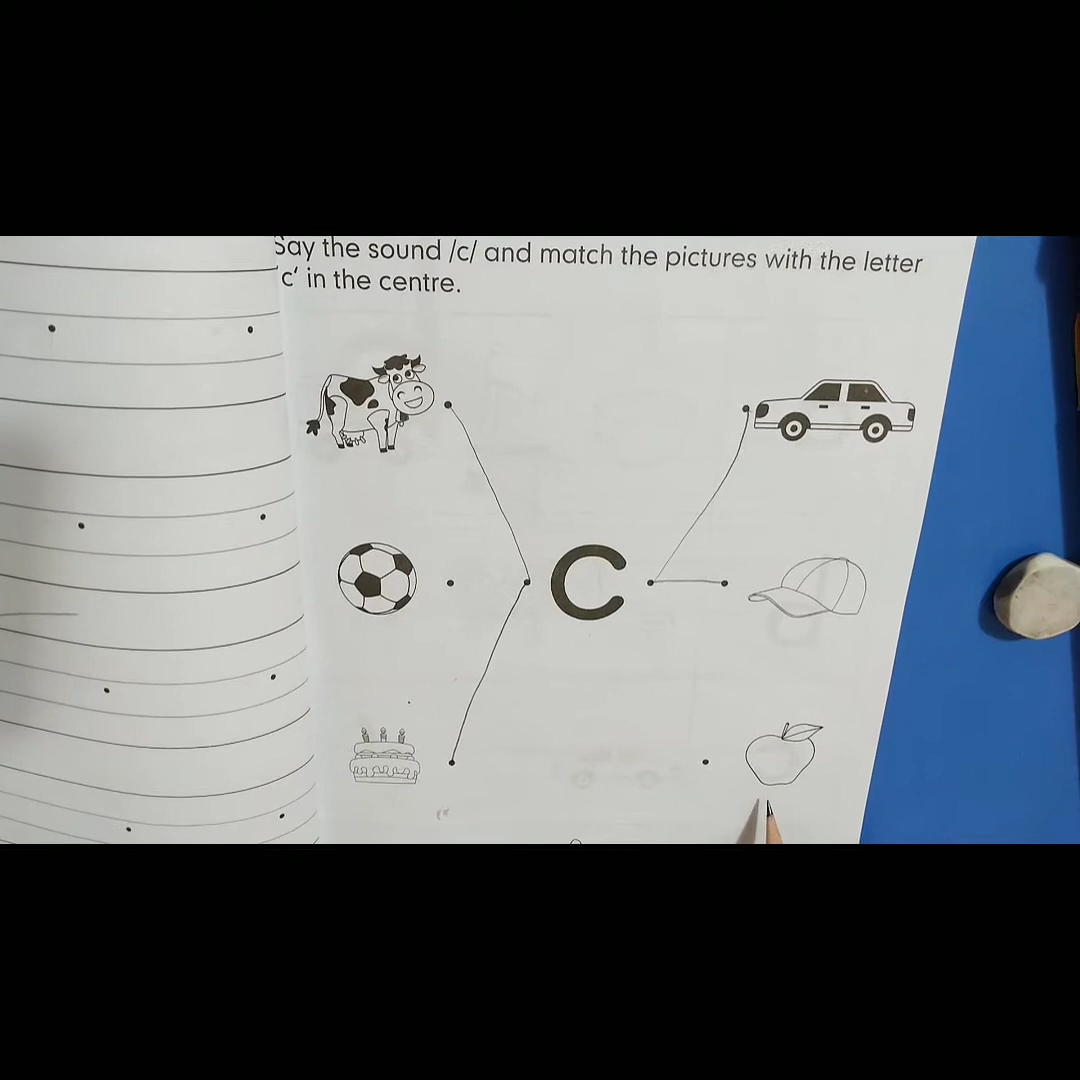 Say the sound /c/ and match the pictures with the letter
‘c‘ in the centre.
c